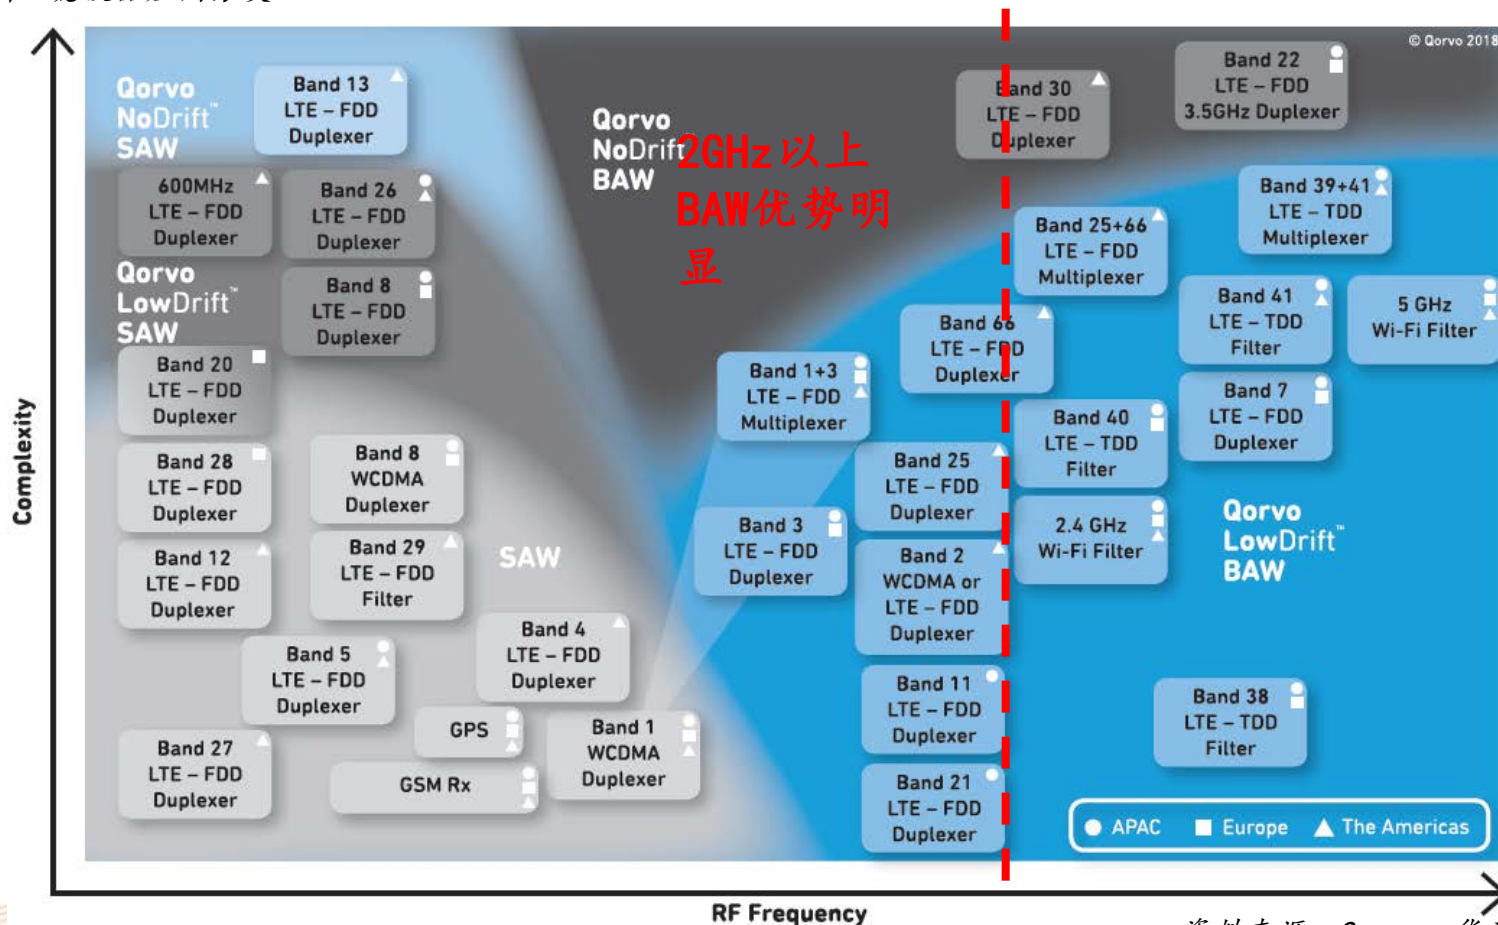 © Qorvo 2018
Qorvo
NoDrift™
SAW
Band 13
LTE – FDD
Duplexer
Qorvo
NoDrift
BAW
2GHz以上
BAW优势明
显
Band 30
LTE – FDD
Duplexer
Band 22
LTE – FDD
3.5GHz Duplexer
600MHz
LTE – FDD
Duplexer
Band 26
LTE – FDD
Duplexer
Band 39+41
LTE – TDD
Multiplexer
Band 25+66
LTE – FDD
Multiplexer
Qorvo
LowDrift™
SAW
Band 8
LTE – FDD
Duplexer
Band 41
LTE – TDD
Filter
5 GHz
Wi-Fi Filter
Band 66
LTE – FDD
Duplexer
Band 20
LTE – FDD
Duplexer
Band 1+3
LTE – FDD
Multiplexer
Band 7
LTE – FDD
Duplexer
Band 40
LTE – TDD
Filter
Band 28
LTE – FDD
Duplexer
Band 8
WCDMA
Duplexer
Band 25
LTE – FDD
Duplexer
Band 3
LTE – FDD
Duplexer
2.4 GHz
Wi-Fi Filter
Qorvo
LowDrift™
BAW
Band 12
LTE – FDD
Duplexer
Band 29
LTE – FDD
Filter
SAW
Band 2
WCDMA or
LTE – FDD
Duplexer
Band 4
LTE – FDD
Duplexer
Band 5
LTE – FDD
Duplexer
Band 11
LTE – FDD
Duplexer
Band 38
LTE – TDD
Filter
GPS
Band 1
WCDMA
Duplexer
Band 27
LTE – FDD
Duplexer
GSM Rx
Band 21
LTE – FDD
Duplexer
APAC
Europe
The Americas
Complexity
RF Frequency